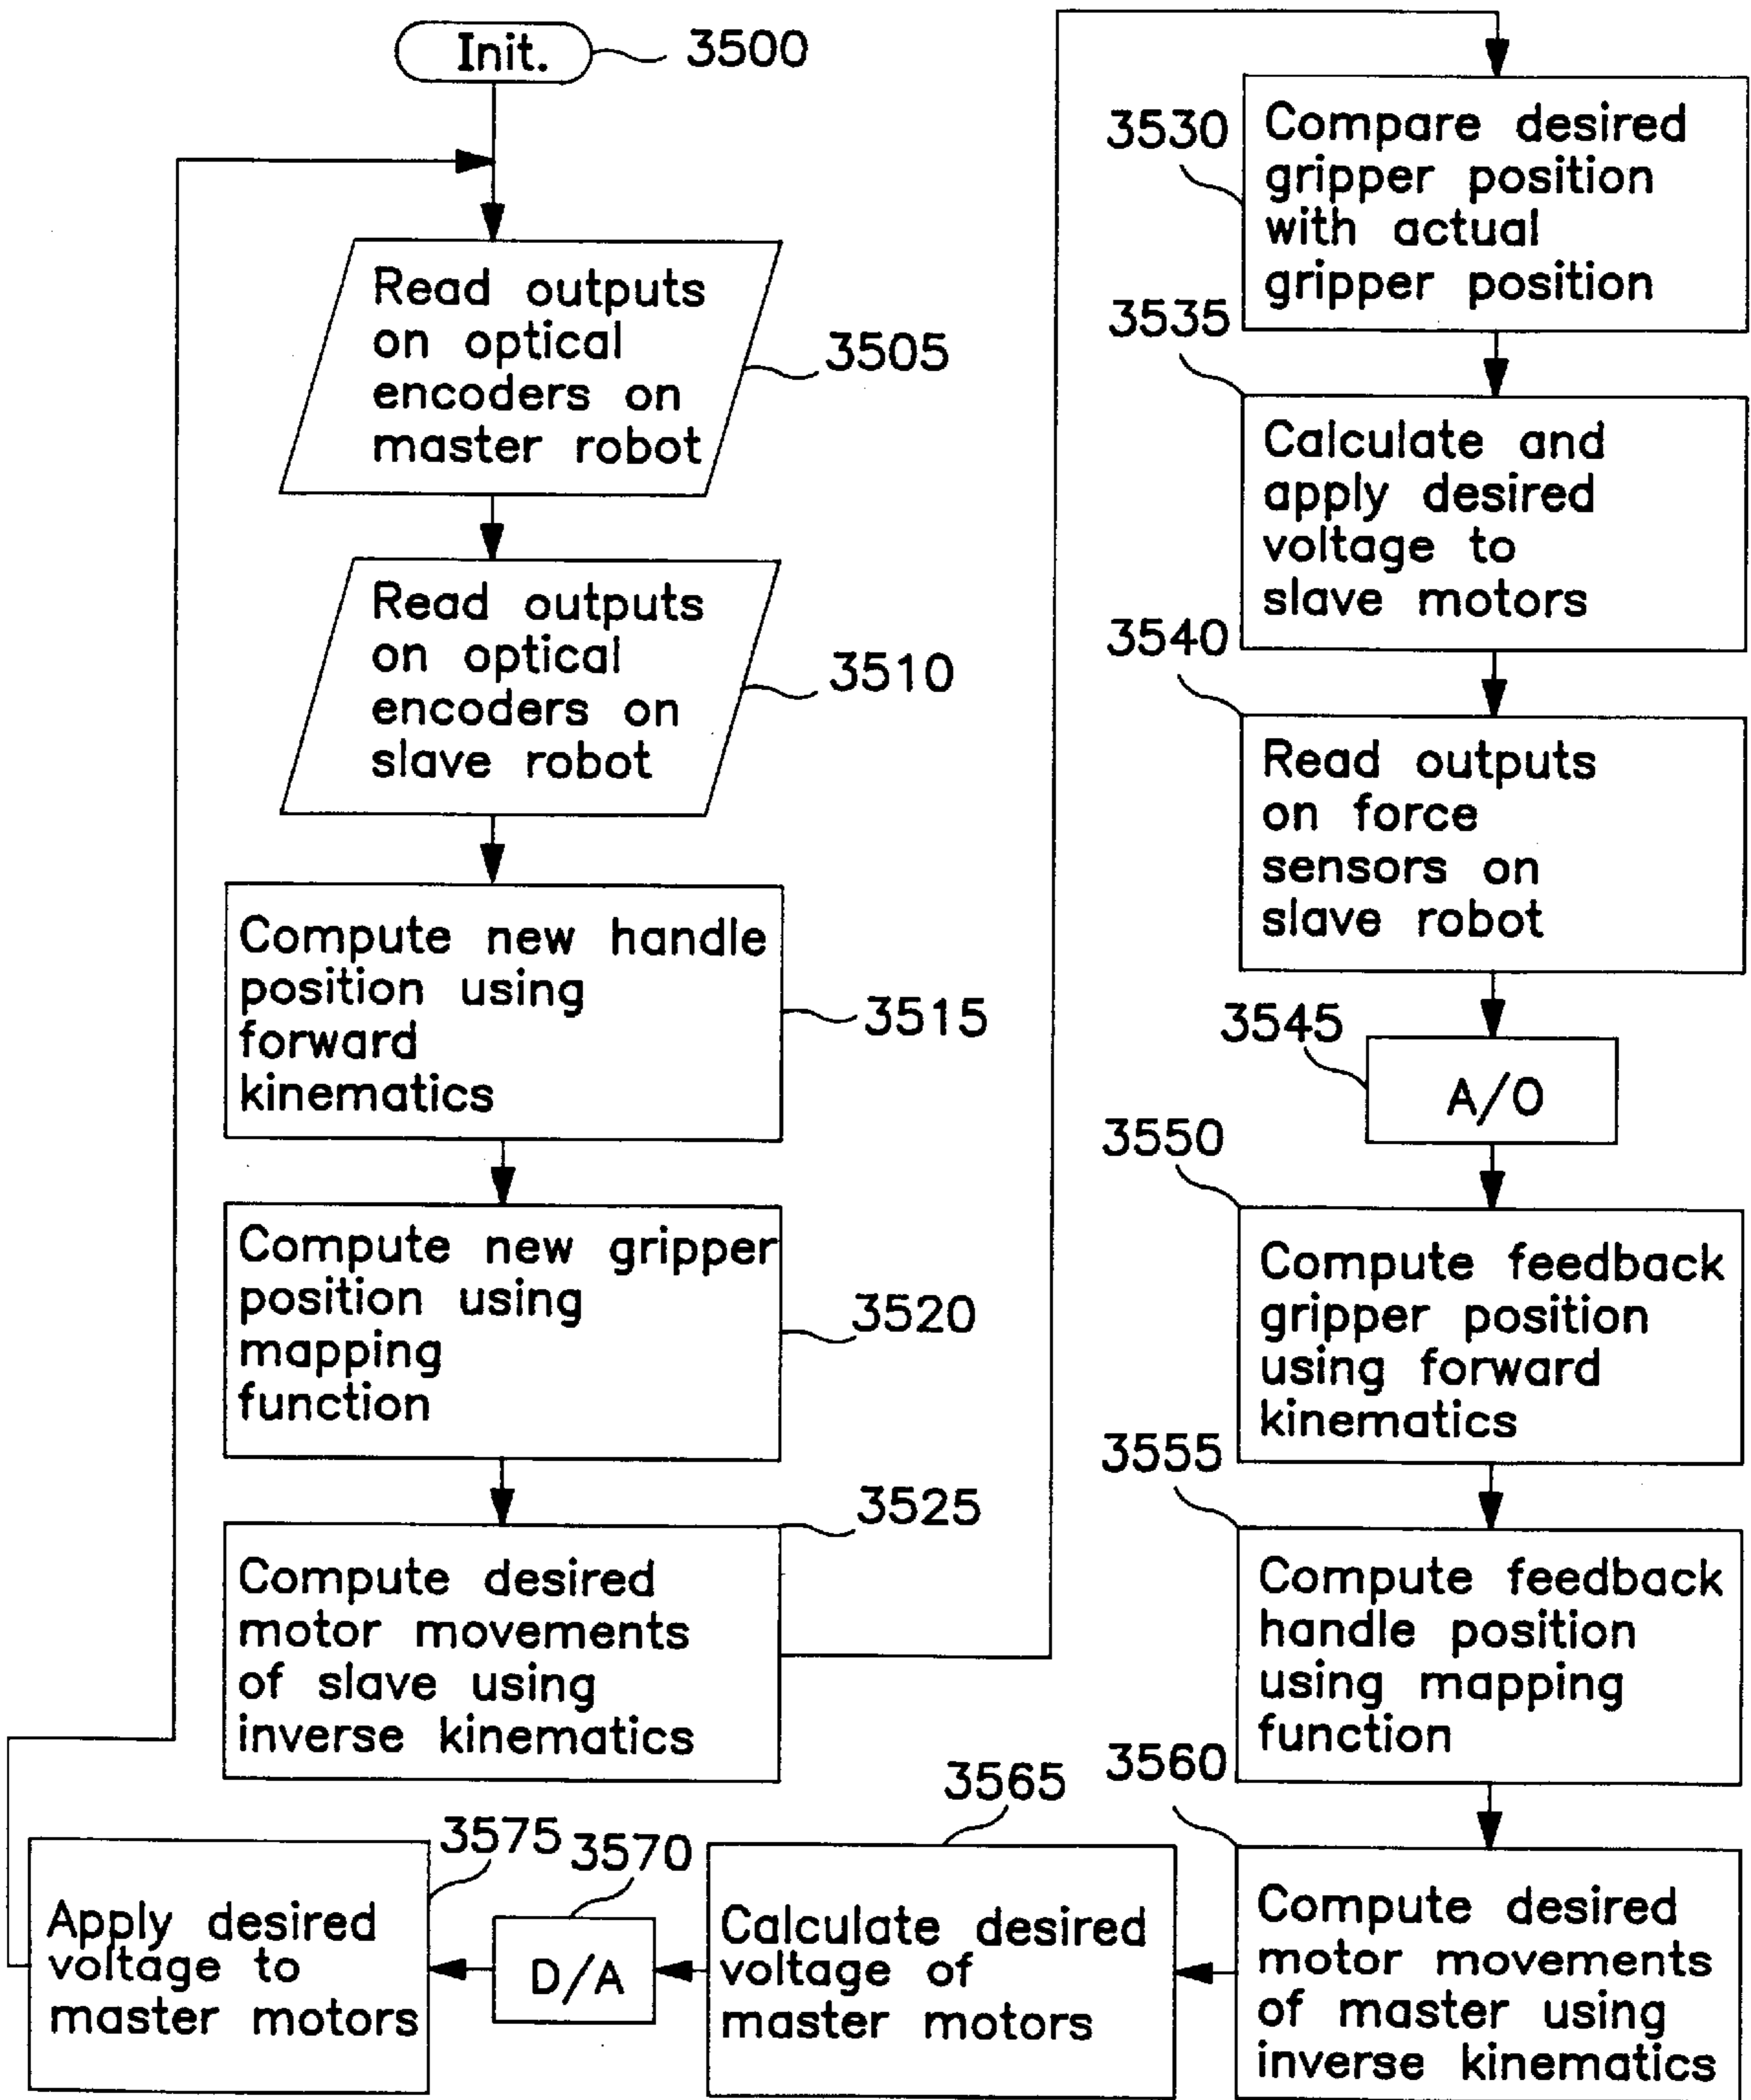 Init.
3500
Read outputs
on optical
encoders on
master robot
3505
Read outputs
on optical
encoders on
slave robot
3510
Compute new handle
position using
forward
kinematics
3515
Compute new gripper
position using
mapping
function
3520
3525
Compute desired
motor movements
of slave using
inverse kinematics
3530
Compare desired
gripper position
with actual
gripper position
3535
Calculate and
apply desired
voltage to
slave motors
3540
Read outputs
on force
sensors on
slave robot
3545
A/O
3550
Compute feedback
gripper position
using forward
kinematics
3555
Compute feedback
handle position
using mapping
function
3560
Compute desired
motor movements
of master using
inverse kinematics
3565
Calculate desired
voltage of
master motors
3570
D/A
3575
Apply desired
voltage to
master motors